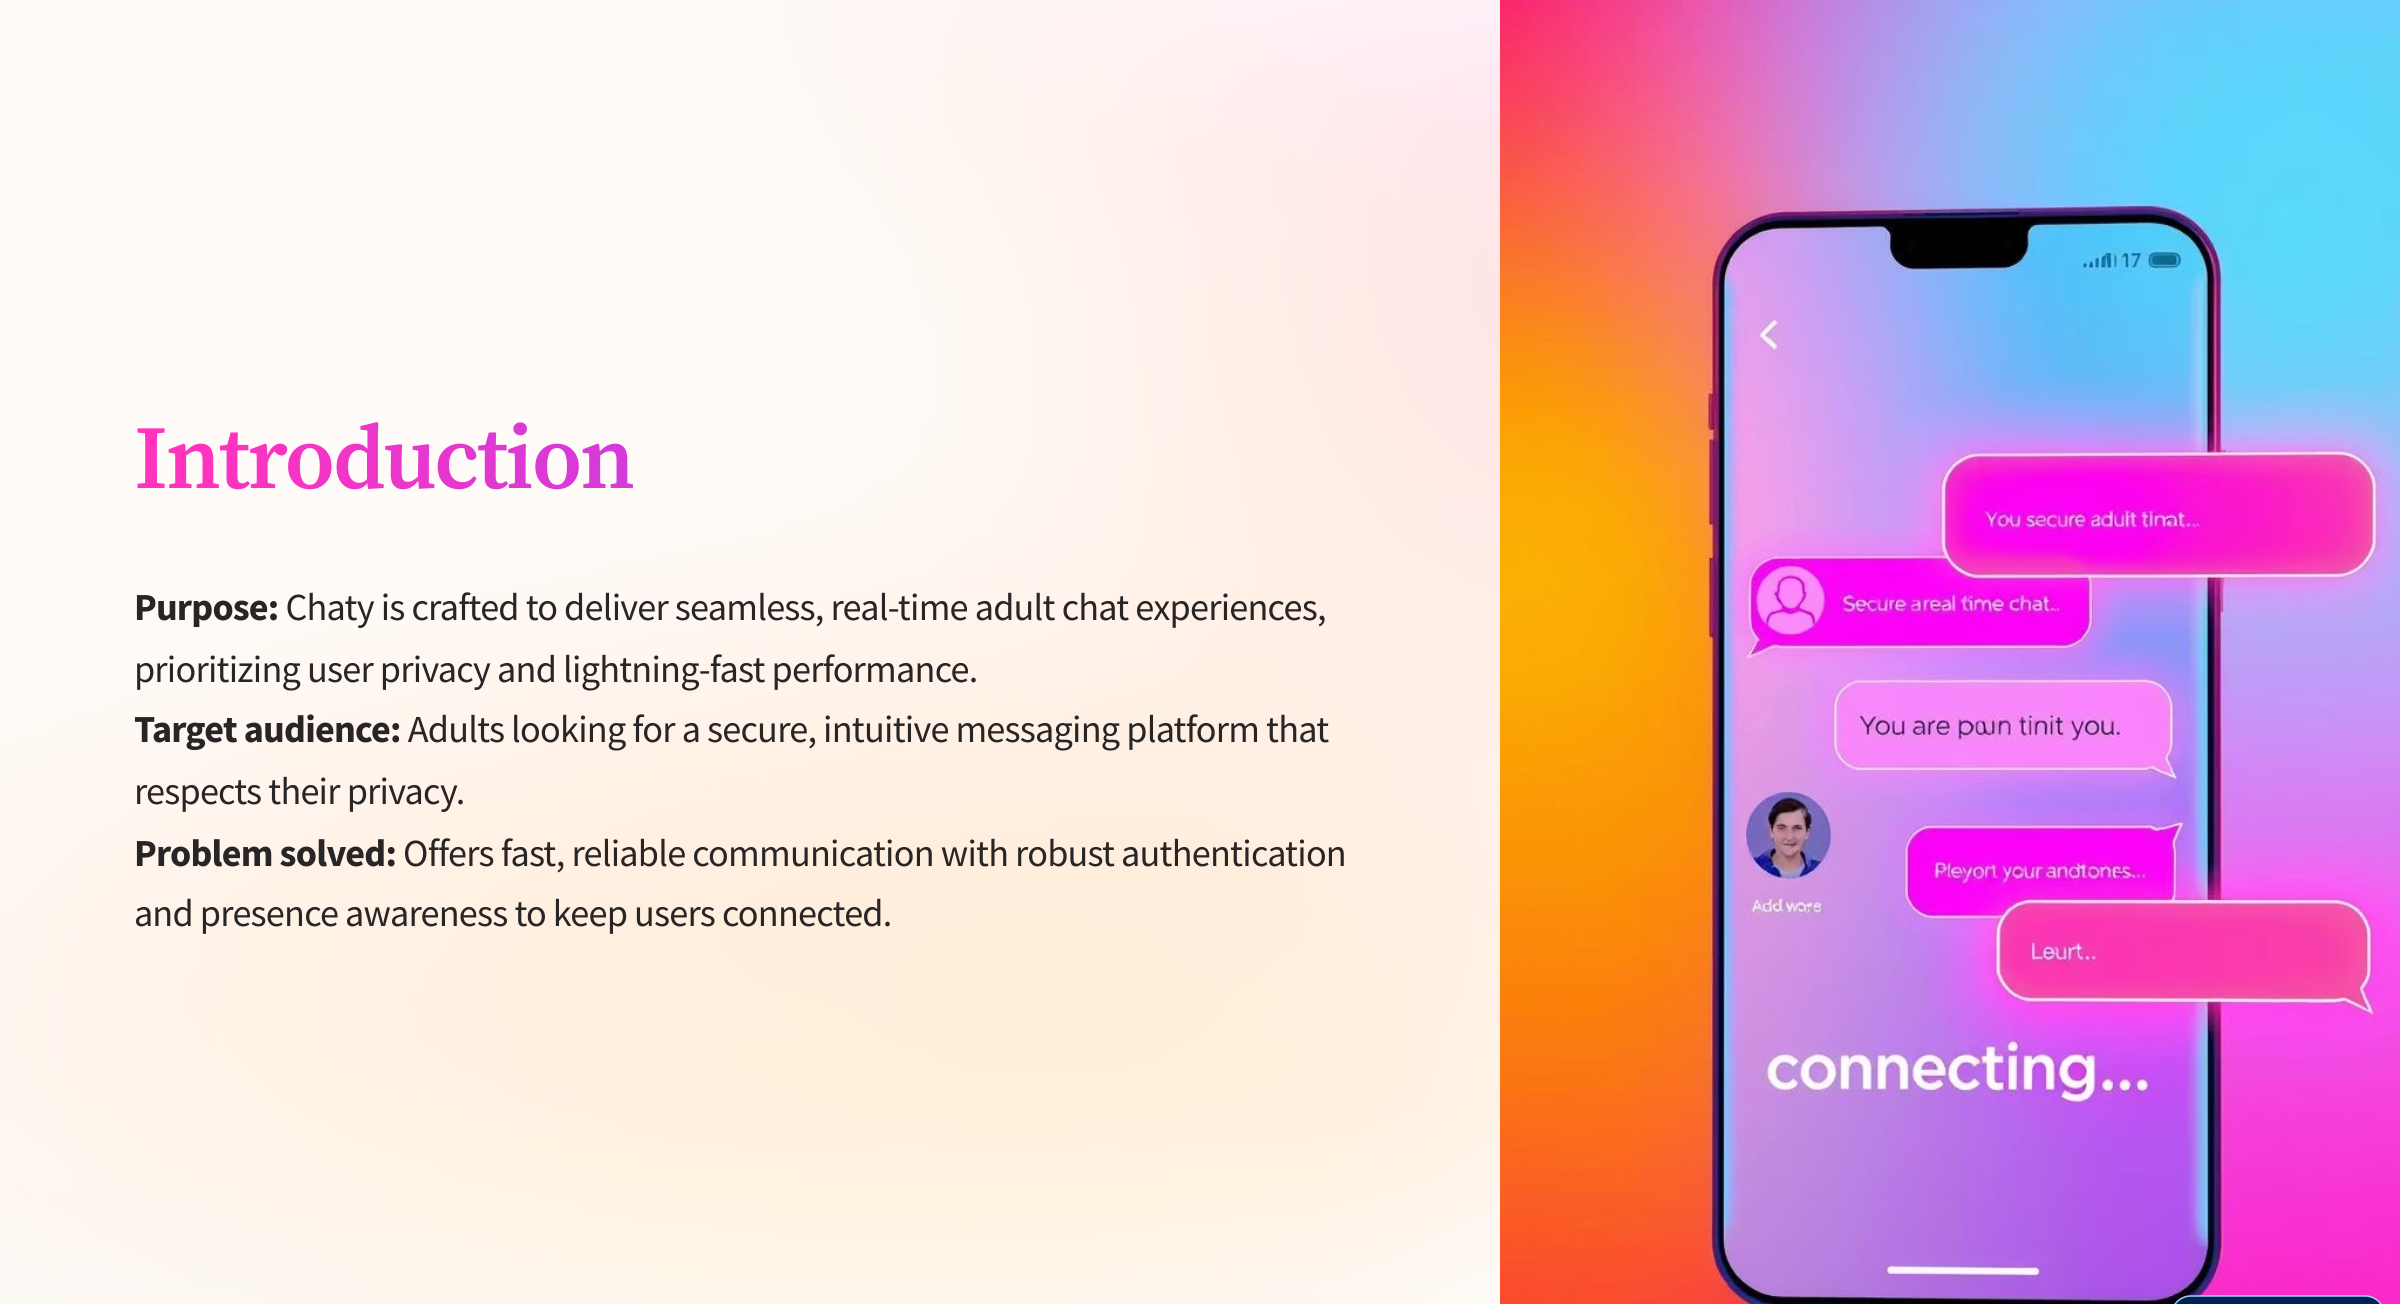 Introduction
Purpose: Chaty is crafted to deliver seamless, real-time adult chat experiences,
prioritizing user privacy and lightning-fast performance.
Target audience: Adults looking for a secure, intuitive messaging platform that
respects their privacy.
Problem solved: Offers fast, reliable communication with robust authentication
and presence awareness to keep users connected.
17
You secure adult tinat...
Secure areal time chat...
You are poun tinit you.
Pleyort your andtones...
Add wore
Leurt..
connecting...